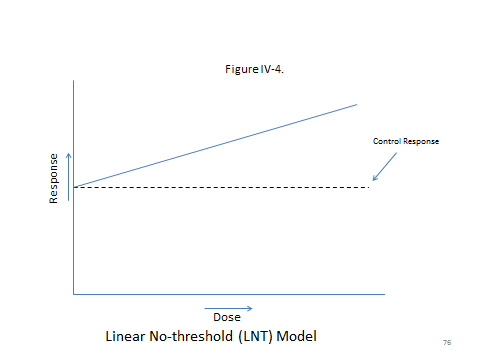 Figure IV-4.
Control Response
Response
Dose
Linear No-threshold (LNT) Model
76